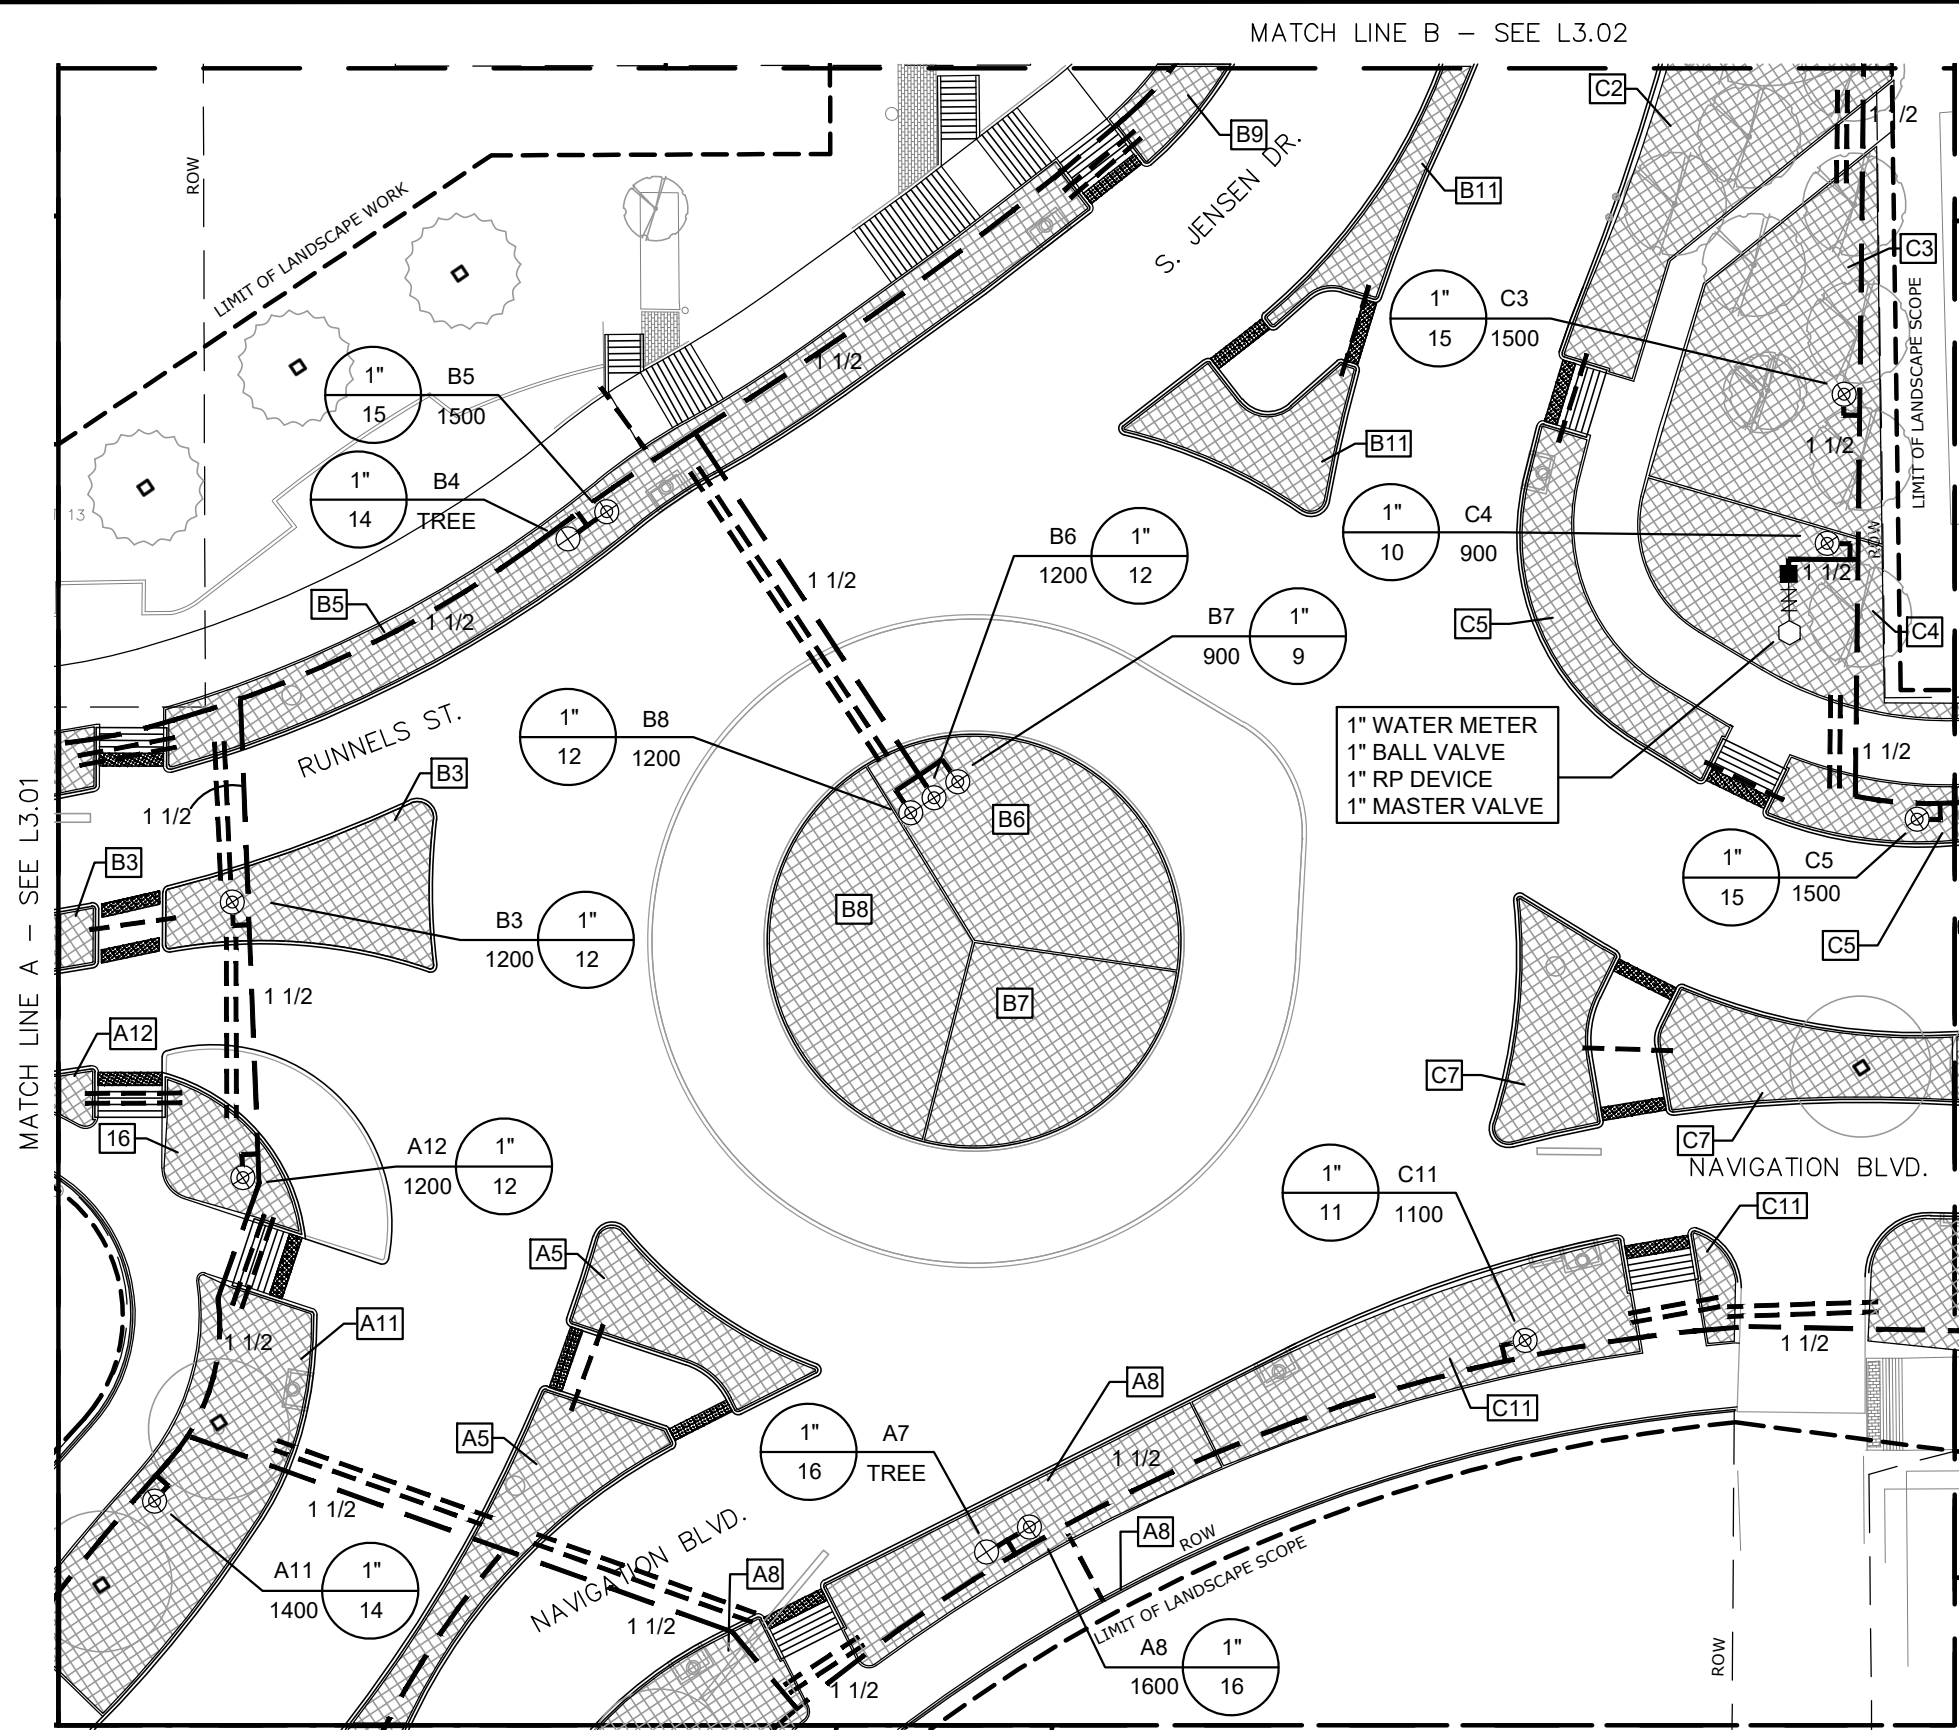 MATCH LINE B – SEE L3.02
C2
1 1/2
B9
ROW
S. JENSEN DR.
B11
LIMIT OF LANDSCAPE WORK
C3
1"
C3
15
1500
LIMIT OF LANDSCAPE SCOPE
1 1/2
1"
B5
15
1500
B11
1 1/2
1"
B4
14
TREE
13
1"
C4
10
900
ROW
B6
1"
1200
12
1 1/2
1 1/2
B5
1 1/2
C5
C4
B7
1"
900
9
RUNNELS ST.
1"
B8
12
1200
1" WATER METER
1" BALL VALVE
1" RP DEVICE
1" MASTER VALVE
1 1/2
B3
1 1/2
B6
MATCH LINE A – SEE L3.01
B3
1"
C5
15
1500
B8
B3
1"
1200
12
C5
1 1/2
B7
A12
C7
16
C7
NAVIGATION BLVD.
A12
1"
1200
12
1"
C11
11
1100
C11
A5
A11
1 1/2
1 1/2
A8
C11
A5
1"
A7
16
TREE
1 1/2
1 1/2
NAVIGATION BLVD.
A8
ROW
LIMIT OF LANDSCAPE SCOPE
A8
A11
1"
1400
14
1 1/2
A8
1"
1600
16
ROW
1 1/2